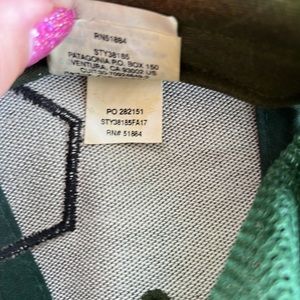 RN51884
STY38185
PATAGONIA P.O. BOX 150
VENTURA, CA 93002 US
PO 282151
STY38185FA17
RN# 51884